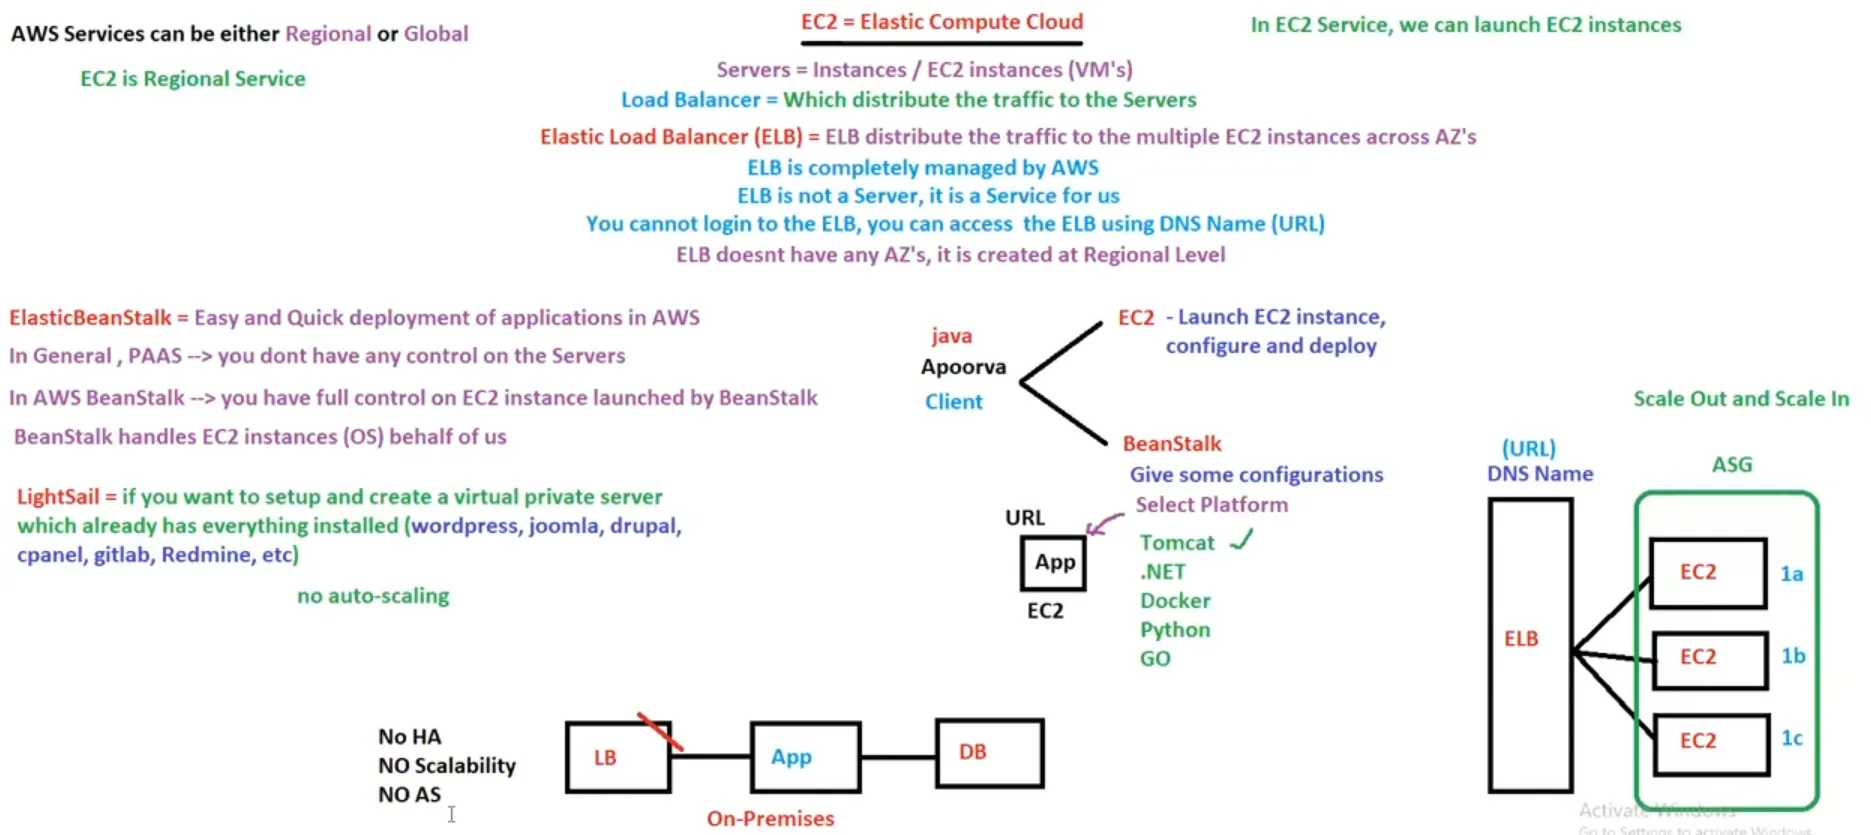 AWS Services can be either Regional or Global
EC2 is Regional Service
EC2 = Elastic Compute Cloud
In EC2 Service, we can launch EC2 instances
Servers = Instances / EC2 instances (VM's)
Load Balancer = Which distribute the traffic to the Servers
Elastic Load Balancer (ELB) = ELB distribute the traffic to the multiple EC2 instances across AZ's
ELB is completely managed by AWS
ELB is not a Server, it is a Service for us
You cannot login to the ELB, you can access the ELB using DNS Name (URL)
ELB doesnt have any AZ's, it is created at Regional Level
ElasticBeanStalk = Easy and Quick deployment of applications in AWS
In General , PAAS --> you dont have any control on the Servers
In AWS BeanStalk --> you have full control on EC2 instance launched by BeanStalk
BeanStalk handles EC2 instances (OS) behalf of us
LightSail = if you want to setup and create a virtual private server
which already has everything installed (wordpress, joomla, drupal,
cpanel, gitlab, Redmine, etc)
no auto-scaling
java
Apoorva
Client
EC2 - Launch EC2 instance,
configure and deploy
BeanStalk
Give some configurations
Select Platform
Tomcat
.NET
Docker
Python
GO
URL
App
EC2
Scale Out and Scale In
(URL)
DNS Name
ASG
ELB
EC2 1a
EC2 1b
EC2 1c
No HA
NO Scalability
NO AS
LB
App
DB
On-Premises
Activate Windows
Go to Settings to activate Windows